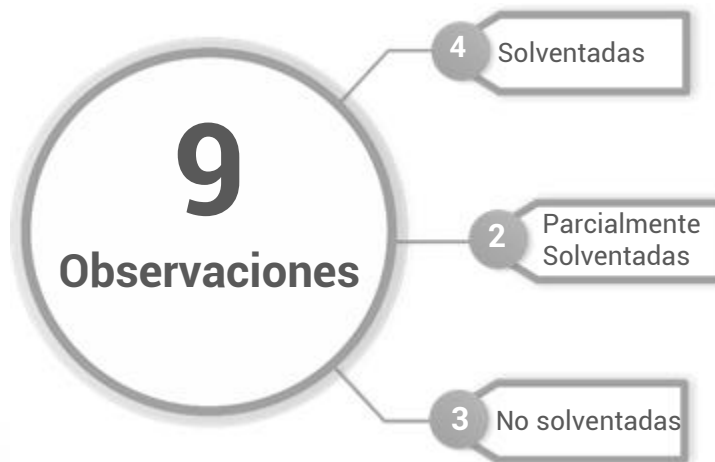 9
Observaciones
4
Solventadas
2
Parcialmente
Solventadas
3
No solventadas